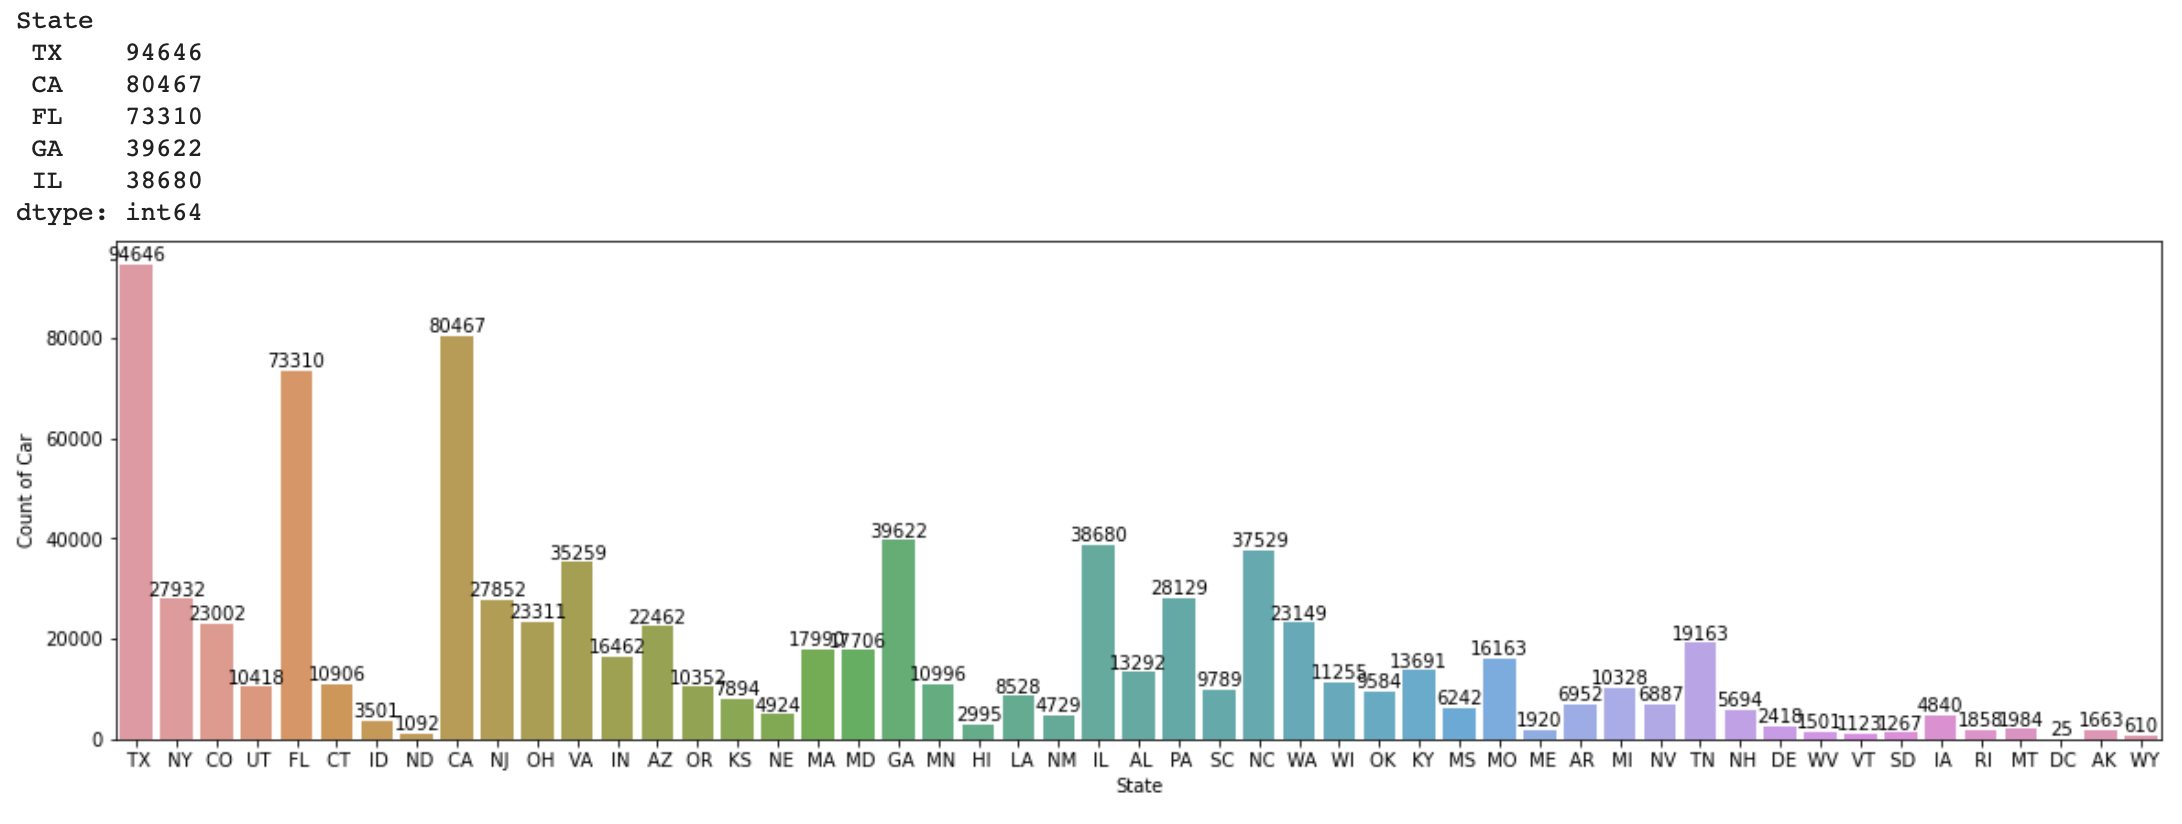 State
TX 94646
CA 80467
FL 73310
GA 39622
IL 38680
dtype: int64
94646 27932 23002 10418 73310 10906 3501 1092 80467 27852 23311 35259 16462 22462 10352 7894 4924 17990 17706 39622 10996 2995 8528 4729 38680 13292 28129 9789 37529 23149 11255 9584 13691 6242 16163 1920 6952 10328 6887 19163 5694 2418 1501 1123 1267 4840 1858 1984 25 1663 610
80000
60000
40000
20000
0
Count of Car
TX NY CO UT FL CT ID ND CA NJ OH VA IN AZ OR KS NE MA MD GA MN HI LA NM IL AL PA SC NC WA WI OK KY MS MO ME AR MI NV TN NH DE WV VT SD IA RI MT DC AK WY
State